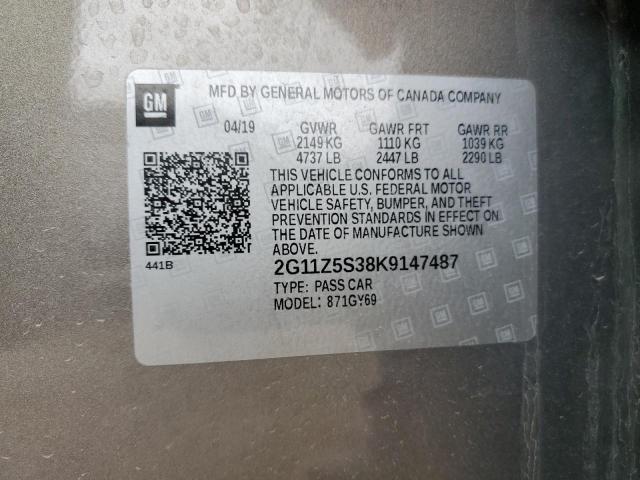 GM
MFD BY GENERAL MOTORS OF CANADA COMPANY
04/19 GVWR GAWR FRT GAWR RR
2149 KG 1110 KG 1039 KG
4737 LB 2447 LB 2290 LB
THIS VEHICLE CONFORMS TO ALL
APPLICABLE U.S. FEDERAL MOTOR
VEHICLE SAFETY, BUMPER, AND THEFT
PREVENTION STANDARDS IN EFFECT ON
THE DATE OF MANUFACTURE SHOWN
ABOVE.
441B
2G11Z5S38K9147487
TYPE: PASS CAR
MODEL: 871GY69